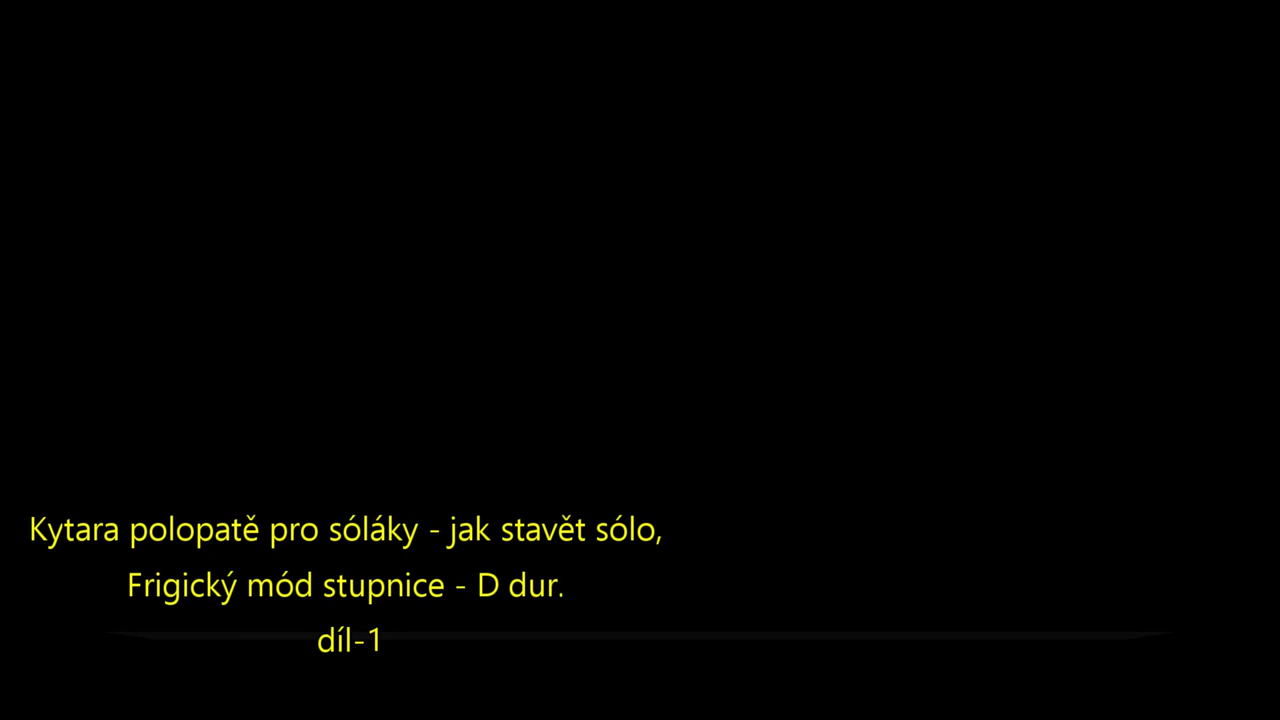 Kytara polopatě pro sóláky - jak stavět sólo,
Frigický mód stupnice - D dur.
díl-1